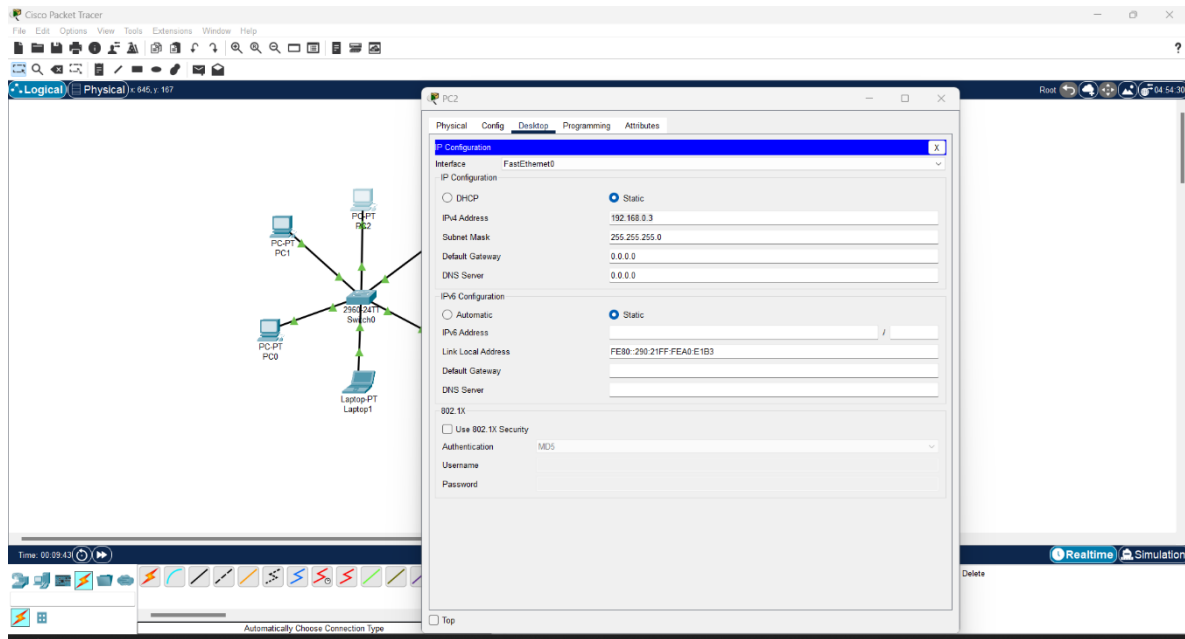 Cisco Packet Tracer
File Edit Options View Tools Extensions Window Help
?
Logical Physical x: 645, y: 167
Root 04:54:30
PC2
Physical Config Desktop Programming Attributes
IP Configuration X
Interface FastEthernet0
IP Configuration
DHCP Static
IPv4 Address 192.168.0.3
Subnet Mask 255.255.255.0
Default Gateway 0.0.0.0
DNS Server 0.0.0.0
IPv6 Configuration
Automatic Static
IPv6 Address /
Link Local Address FE80::290:21FF:FEA0:E1B3
Default Gateway
DNS Server
802.1X
Use 802.1X Security
Authentication MD5
Username
Password
Top
PC-PT
PC2
PC-PT
PC1
2960-24TT
Switch0
PC-PT
PC0
Laptop-PT
Laptop1
Time: 00:09:43
Realtime Simulation
Delete
Automatically Choose Connection Type